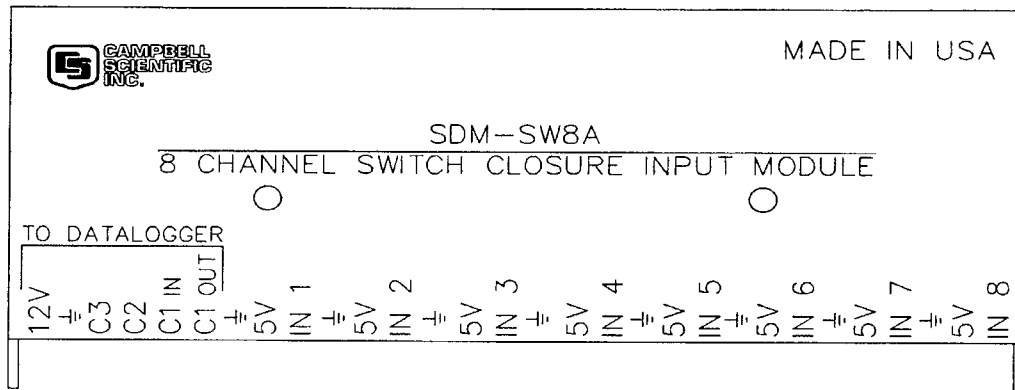 CAMPBELL
SCIENTIFIC
INC.
MADE IN USA
SDM-SW8A
8 CHANNEL SWITCH CLOSURE INPUT MODULE
TO DATALOGGER
12V C3 C2 C1 IN C1 OUT 5V IN 1 5V IN 2 5V IN 3 5V IN 4 5V IN 5 5V IN 6 5V IN 7 5V IN 8